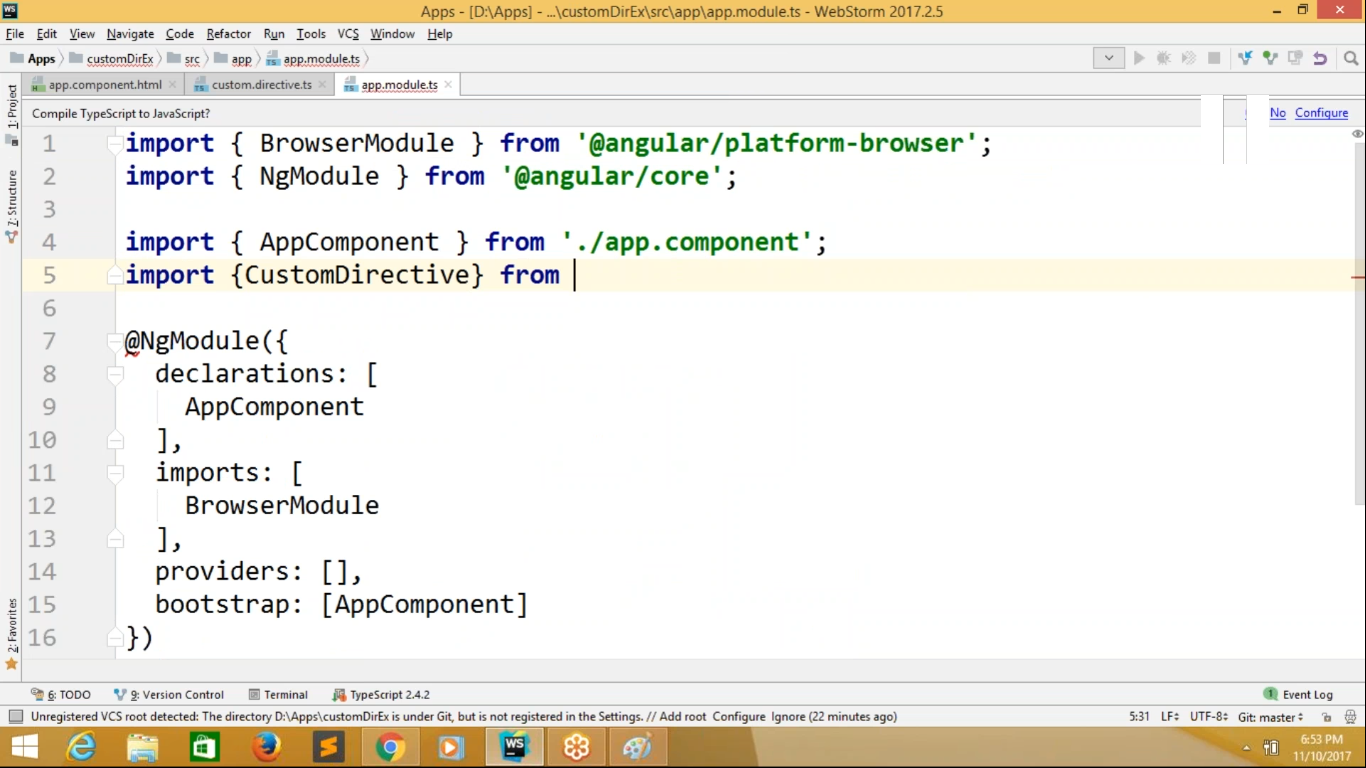 WS
Apps - [D:\Apps] - ...\customDirEx\src\app\app.module.ts - WebStorm 2017.2.5
File Edit View Navigate Code Refactor Run Tools VCS Window Help
Apps customDirEx src app app.module.ts
app.component.html custom.directive.ts app.module.ts
1: Project
7: Structure
2: Favorites
Compile TypeScript to JavaScript? No Configure
1 import { BrowserModule } from '@angular/platform-browser';
2 import { NgModule } from '@angular/core';
3
4 import { AppComponent } from './app.component';
5 import {CustomDirective} from
6
7 @NgModule({
8 declarations: [
9 AppComponent
10 ],
11 imports: [
12 BrowserModule
13 ],
14 providers: [],
15 bootstrap: [AppComponent]
16 })
6: TODO 9: Version Control Terminal TypeScript 2.4.2 1 Event Log
Unregistered VCS root detected: The directory D:\Apps\customDirEx is under Git, but is not registered in the Settings. // Add root Configure Ignore (22 minutes ago) 5:31 LF UTF-8 Git: master
WS
6:53 PM
11/10/2017